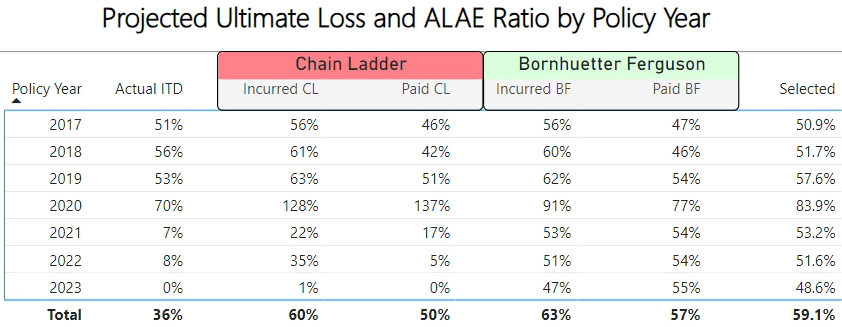 Projected Ultimate Loss and ALAE Ratio by Policy Year
Chain Ladder Bornhuetter Ferguson
Policy Year Actual ITD Incurred CL Paid CL Incurred BF Paid BF Selected
2017 51% 56% 46% 56% 47% 50.9%
2018 56% 61% 42% 60% 46% 51.7%
2019 53% 63% 51% 62% 54% 57.6%
2020 70% 128% 137% 91% 77% 83.9%
2021 7% 22% 17% 53% 54% 53.2%
2022 8% 35% 5% 51% 54% 51.6%
2023 0% 1% 0% 47% 55% 48.6%
Total 36% 60% 50% 63% 57% 59.1%